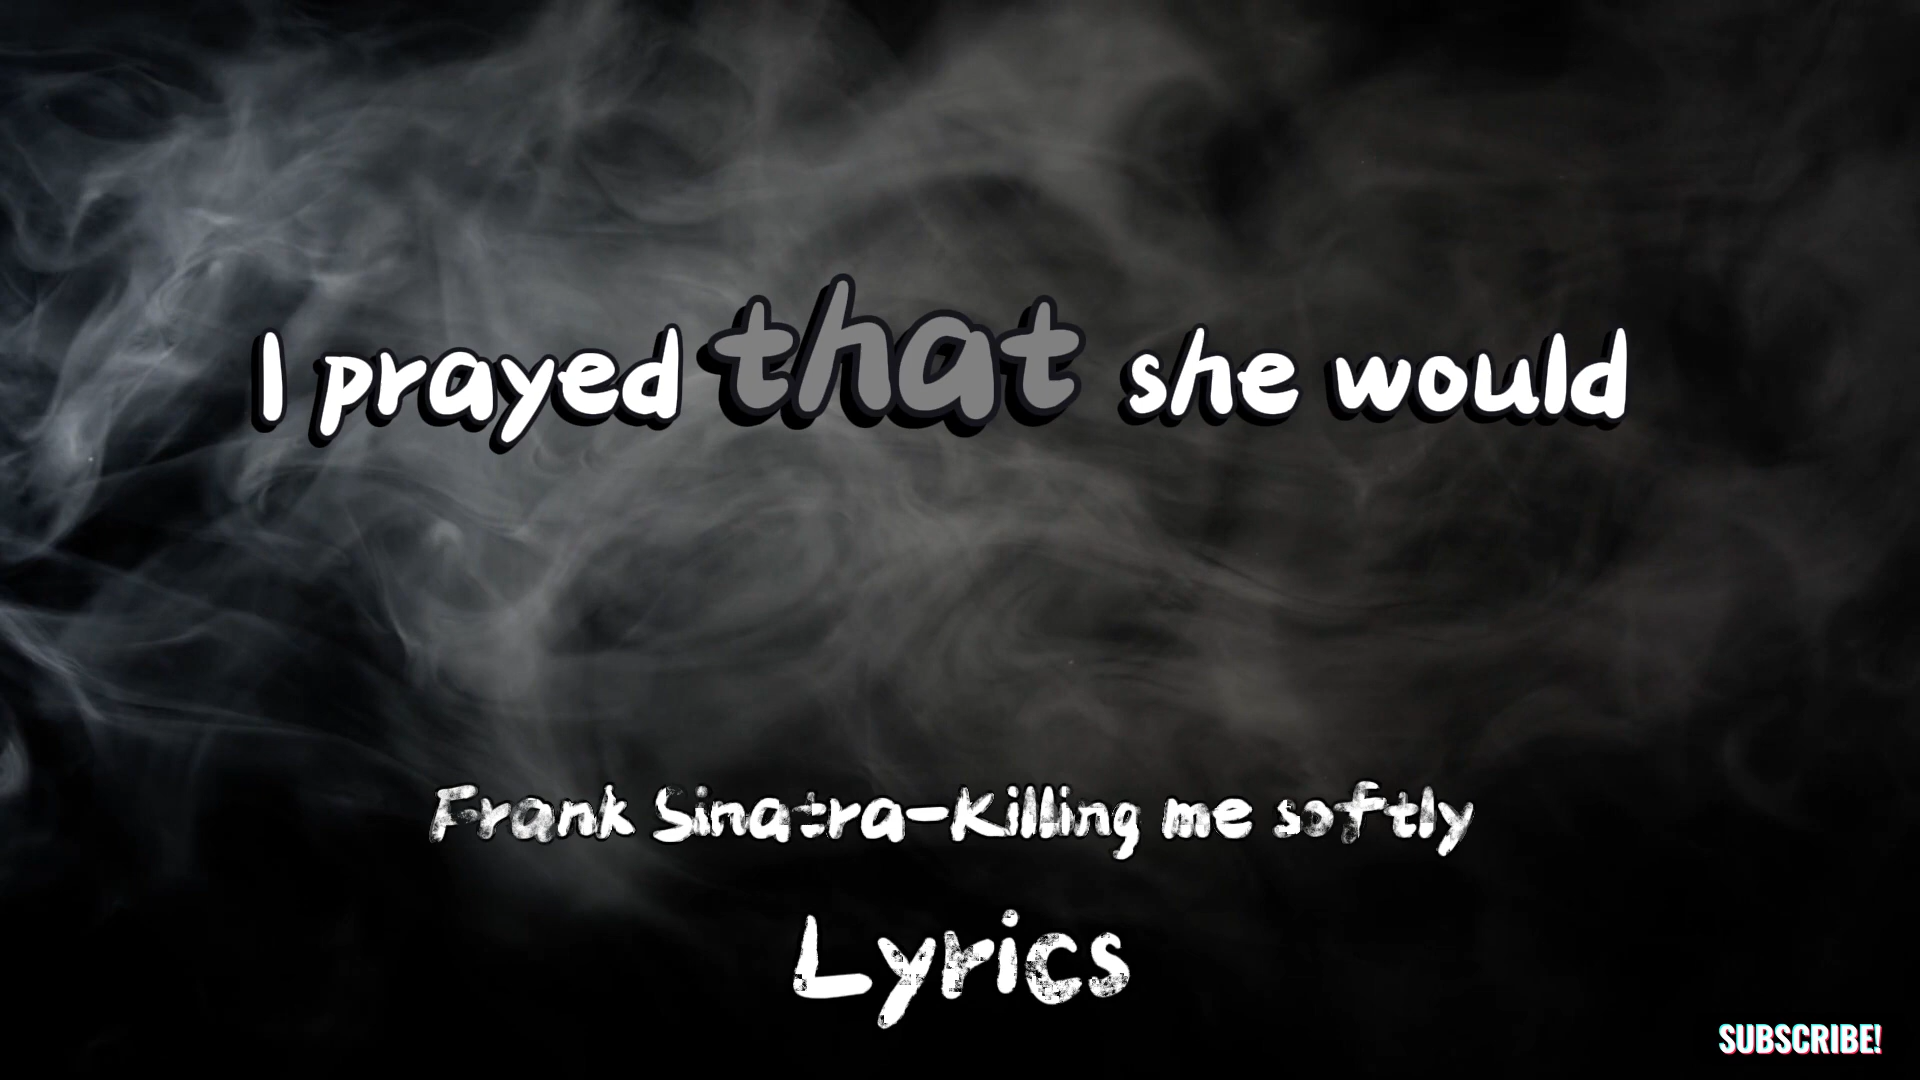 I prayed that she would
Frank Sinatra-Killing me softly
Lyrics
SUBSCRIBE!